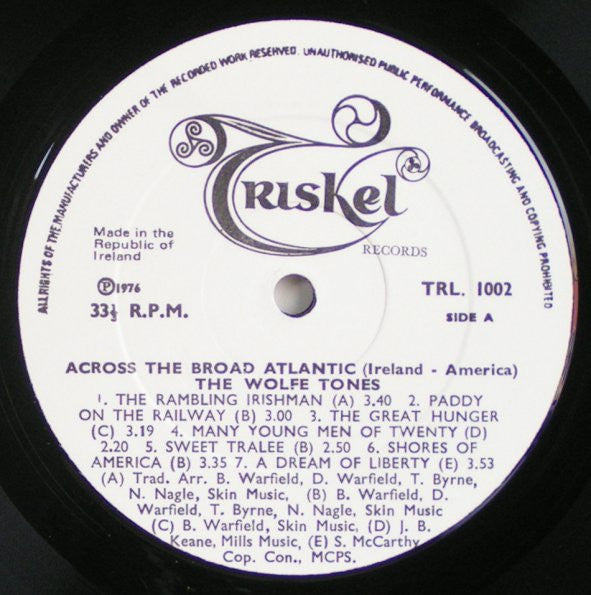 ALL RIGHTS OF THE MANUFACTURERS AND OWNER OF THE RECORDED WORK RESERVED. UNAUTHORISED PUBLIC PERFORMANCE BROADCASTING AND COPYING PROHIBITED
Triskel
RECORDS
Made in the
Republic of
Ireland
Ⓟ1976
33⅓ R.P.M.
TRL. 1002
SIDE A
ACROSS THE BROAD ATLANTIC (Ireland - America)
THE WOLFE TONES
1. THE RAMBLING IRISHMAN (A) 3.40 2. PADDY
ON THE RAILWAY (B) 3.00 3. THE GREAT HUNGER
(C) 3.19 4. MANY YOUNG MEN OF TWENTY (D)
2.20 5. SWEET TRALEE (B) 2.50 6. SHORES OF
AMERICA (B) 3.35 7. A DREAM OF LIBERTY (E) 3.53
(A) Trad. Arr. B. Warfield, D. Warfield, T. Byrne,
N. Nagle, Skin Music, (B) B. Warfield, D.
Warfield, T. Byrne, N. Nagle, Skin Music
(C) B. Warfield, Skin Music, (D) J. B.
Keane, Mills Music, (E) S. McCarthy
Cop. Con., MCPS.